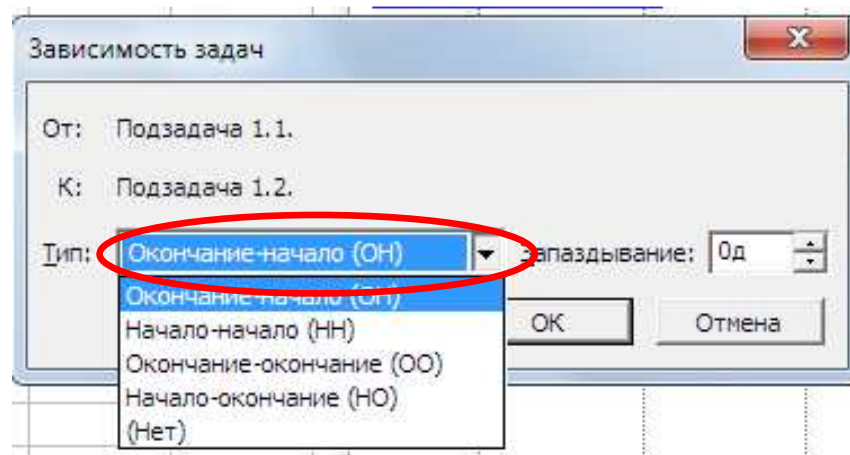 Зависимость задач
От: Подзадача 1.1.
К: Подзадача 1.2.
Тип: Окончание-начало (ОН) Запаздывание: 0д
Окончание-начало (ОН)
Начало-начало (НН)
Окончание-окончание (ОО)
Начало-окончание (НО)
(Нет)
ОК Отмена